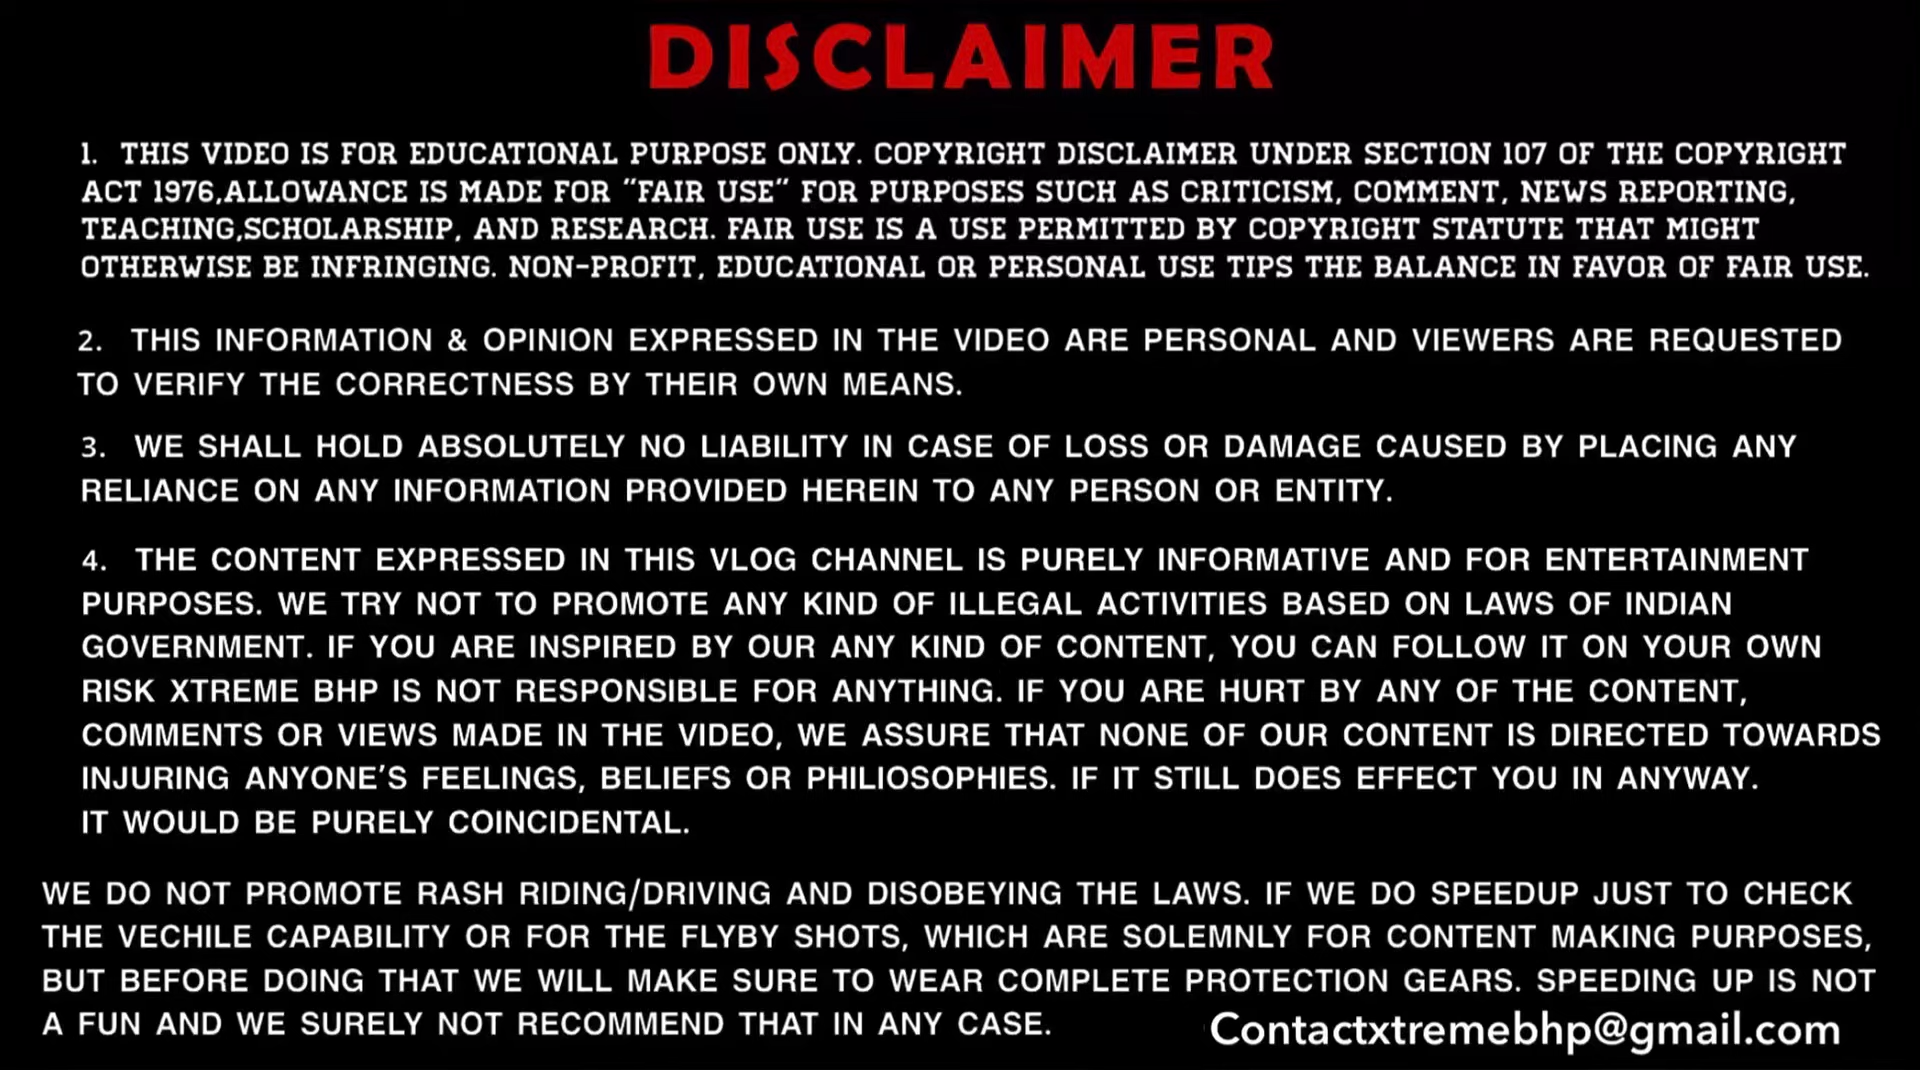 DISCLAIMER
1. THIS VIDEO IS FOR EDUCATIONAL PURPOSE ONLY. COPYRIGHT DISCLAIMER UNDER SECTION 107 OF THE COPYRIGHT
ACT 1976,ALLOWANCE IS MADE FOR "FAIR USE" FOR PURPOSES SUCH AS CRITICISM, COMMENT, NEWS REPORTING,
TEACHING,SCHOLARSHIP, AND RESEARCH. FAIR USE IS A USE PERMITTED BY COPYRIGHT STATUTE THAT MIGHT
OTHERWISE BE INFRINGING. NON-PROFIT, EDUCATIONAL OR PERSONAL USE TIPS THE BALANCE IN FAVOR OF FAIR USE.
2. THIS INFORMATION & OPINION EXPRESSED IN THE VIDEO ARE PERSONAL AND VIEWERS ARE REQUESTED
TO VERIFY THE CORRECTNESS BY THEIR OWN MEANS.
3. WE SHALL HOLD ABSOLUTELY NO LIABILITY IN CASE OF LOSS OR DAMAGE CAUSED BY PLACING ANY
RELIANCE ON ANY INFORMATION PROVIDED HEREIN TO ANY PERSON OR ENTITY.
4. THE CONTENT EXPRESSED IN THIS VLOG CHANNEL IS PURELY INFORMATIVE AND FOR ENTERTAINMENT
PURPOSES. WE TRY NOT TO PROMOTE ANY KIND OF ILLEGAL ACTIVITIES BASED ON LAWS OF INDIAN
GOVERNMENT. IF YOU ARE INSPIRED BY OUR ANY KIND OF CONTENT, YOU CAN FOLLOW IT ON YOUR OWN
RISK XTREME BHP IS NOT RESPONSIBLE FOR ANYTHING. IF YOU ARE HURT BY ANY OF THE CONTENT,
COMMENTS OR VIEWS MADE IN THE VIDEO, WE ASSURE THAT NONE OF OUR CONTENT IS DIRECTED TOWARDS
INJURING ANYONE'S FEELINGS, BELIEFS OR PHILIOSOPHIES. IF IT STILL DOES EFFECT YOU IN ANYWAY.
IT WOULD BE PURELY COINCIDENTAL.
WE DO NOT PROMOTE RASH RIDING/DRIVING AND DISOBEYING THE LAWS. IF WE DO SPEEDUP JUST TO CHECK
THE VECHILE CAPABILITY OR FOR THE FLYBY SHOTS, WHICH ARE SOLEMNLY FOR CONTENT MAKING PURPOSES,
BUT BEFORE DOING THAT WE WILL MAKE SURE TO WEAR COMPLETE PROTECTION GEARS. SPEEDING UP IS NOT
A FUN AND WE SURELY NOT RECOMMEND THAT IN ANY CASE.
Contactxtremebhp@gmail.com